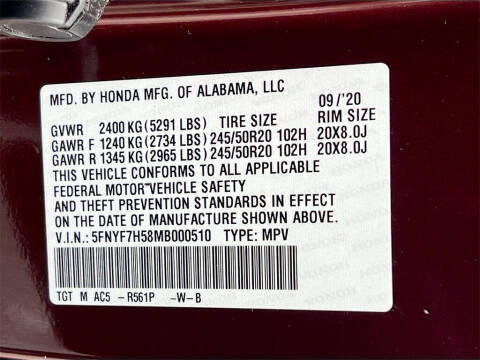 MFD. BY HONDA MFG. OF ALABAMA, LLC
09/'20
GVWR 2400 KG (5291 LBS) TIRE SIZE RIM SIZE
GAWR F 1240 KG (2734 LBS) 245/50R20 102H 20X8.0J
GAWR R 1345 KG (2965 LBS) 245/50R20 102H 20X8.0J
THIS VEHICLE CONFORMS TO ALL APPLICABLE
FEDERAL MOTOR VEHICLE SAFETY
AND THEFT PREVENTION STANDARDS IN EFFECT
ON THE DATE OF MANUFACTURE SHOWN ABOVE.
V.I.N.: 5FNYF7H58MB000510 TYPE: MPV
TGT M AC5 - R561P -W-B